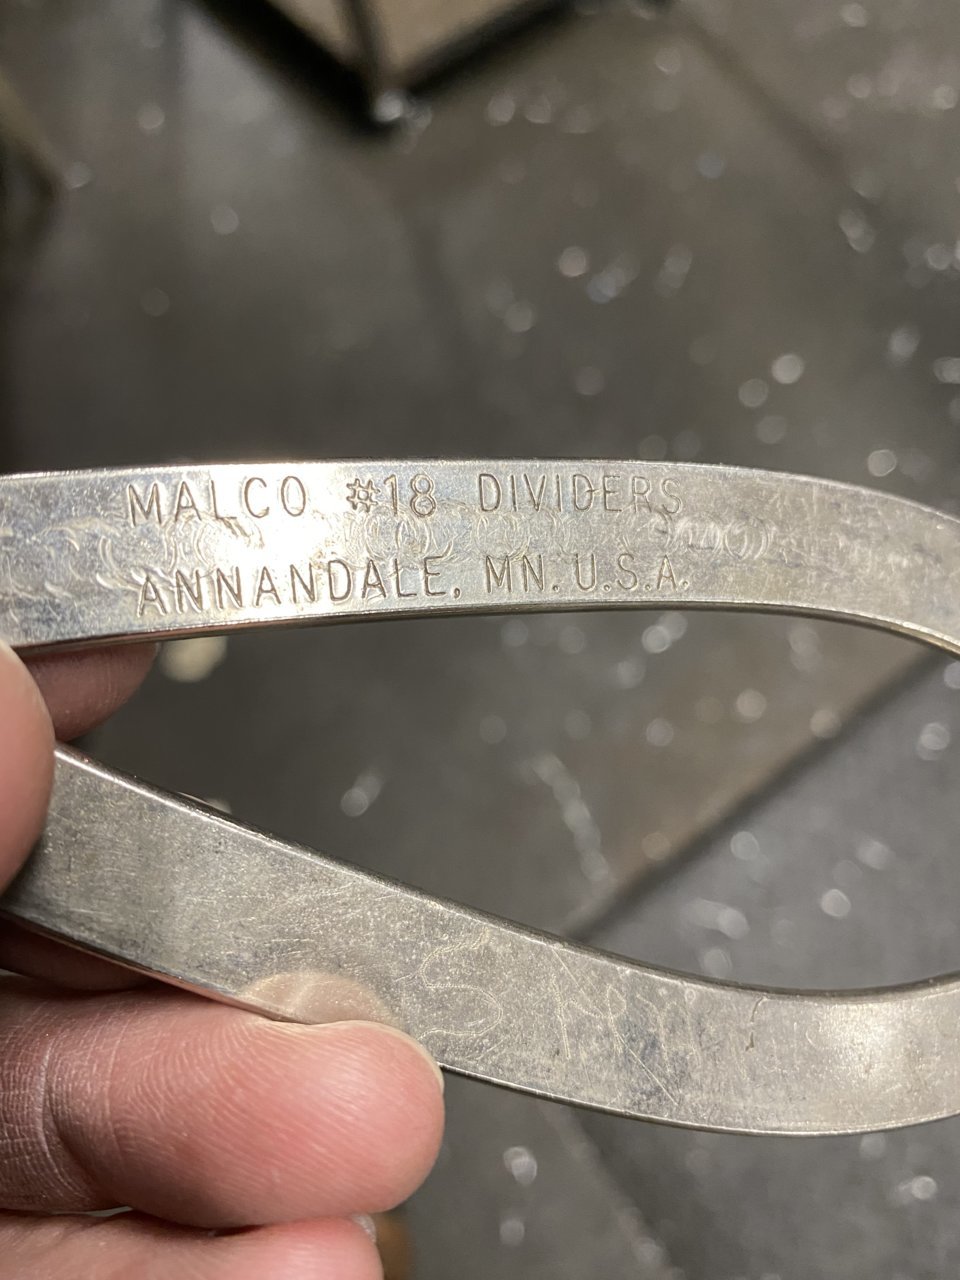 MALCO #18 DIVIDERS
ANNANDALE, MN. U.S.A.